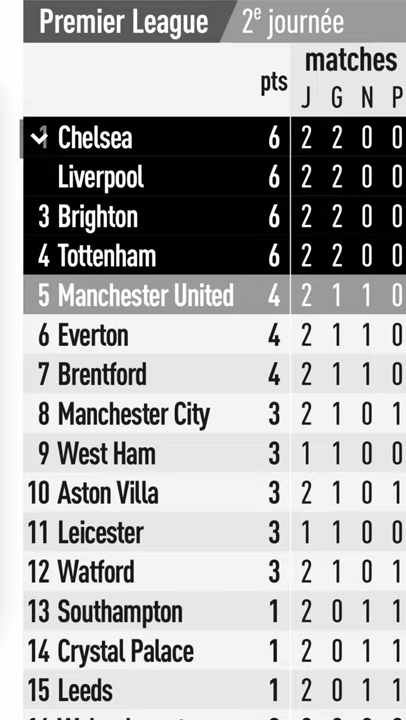 Premier League 2e journée
matches
pts J G N P
1 Chelsea 6 2 2 0 0
Liverpool 6 2 2 0 0
3 Brighton 6 2 2 0 0
4 Tottenham 6 2 2 0 0
5 Manchester United 4 2 1 1 0
6 Everton 4 2 1 1 0
7 Brentford 4 2 1 1 0
8 Manchester City 3 2 1 0 1
9 West Ham 3 1 1 0 0
10 Aston Villa 3 2 1 0 1
11 Leicester 3 1 1 0 0
12 Watford 3 2 1 0 1
13 Southampton 1 2 0 1 1
14 Crystal Palace 1 2 0 1 1
15 Leeds 1 2 0 1 1